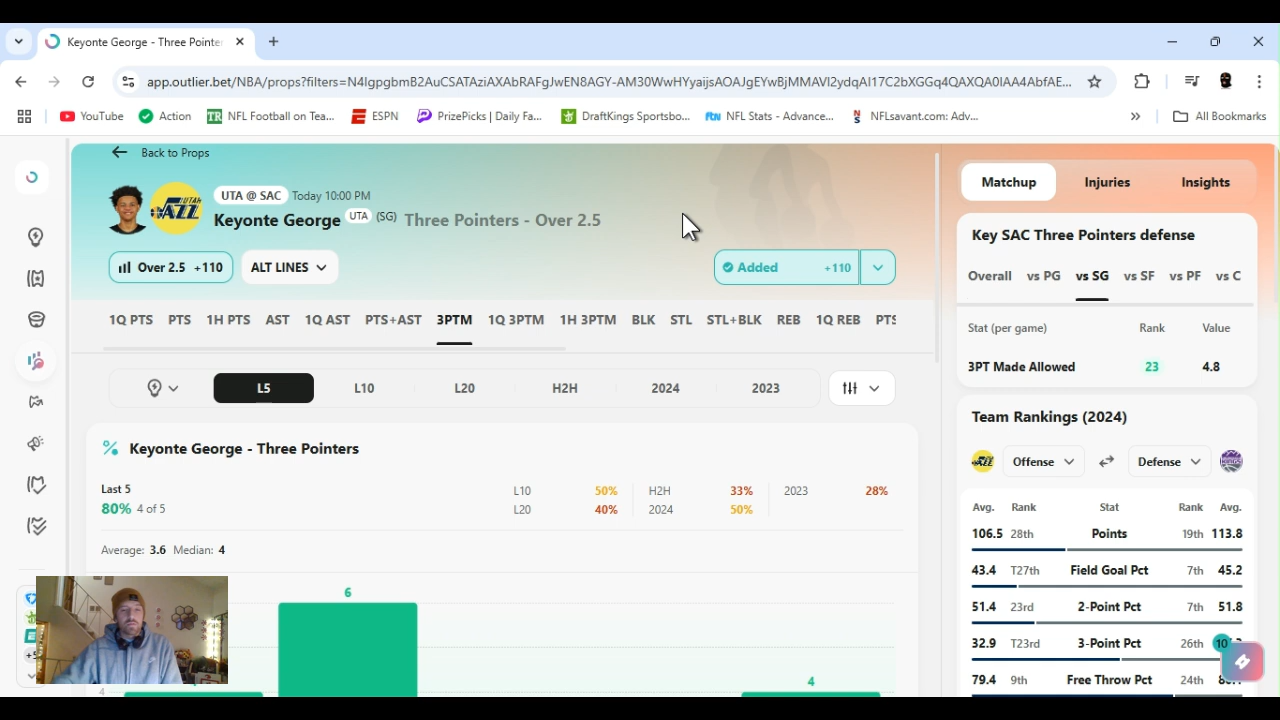 Keyonte George - Three Pointe
app.outlier.bet/NBA/props?filters=N4IgpgbmB2AuCSATAziAXAbRAFgJwEN8AGY-AM30WwHYyaijsAOAJgEYwBjMMAVI2ydqAI17C2bXGGq4QAXQA0IAA4AbfAE...
YouTube
Action
NFL Football on Tea...
ESPN
PrizePicks | Daily Fa...
DraftKings Sportsbo...
NFL Stats - Advance...
NFLsavant.com: Adv...
All Bookmarks
Back to Props
UTA @ SAC Today 10:00 PM
Keyonte George UTA (SG) Three Pointers - Over 2.5
Over 2.5 +110 ALT LINES
Added +110
1Q PTS PTS 1H PTS AST 1Q AST PTS+AST 3PTM 1Q 3PTM 1H 3PTM BLK STL STL+BLK REB 1Q REB PTS
L5 L10 L20 H2H 2024 2023
Keyonte George - Three Pointers
Last 5
80% 4 of 5
L10 50% H2H 33% 2023 28%
L20 40% 2024 50%
Average: 3.6 Median: 4
6
4
4
Matchup Injuries Insights
Key SAC Three Pointers defense
Overall vs PG vs SG vs SF vs PF vs C
Stat (per game) Rank Value
3PT Made Allowed 23 4.8
Team Rankings (2024)
Offense Defense
Avg. Rank Stat Rank Avg.
106.5 28th Points 19th 113.8
43.4 T27th Field Goal Pct 7th 45.2
51.4 23rd 2-Point Pct 7th 51.8
32.9 T23rd 3-Point Pct 26th
79.4 9th Free Throw Pct 24th